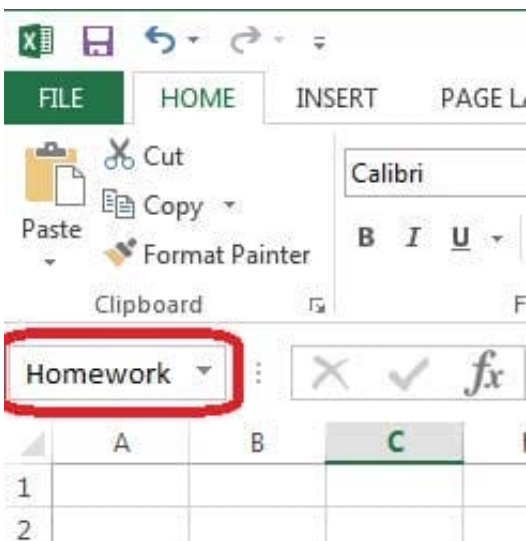 FILE HOME INSERT PAGE LA
Cut
Calibri
Copy
Paste
B I U
Format Painter
Clipboard F
Homework fx
A B C
1
2